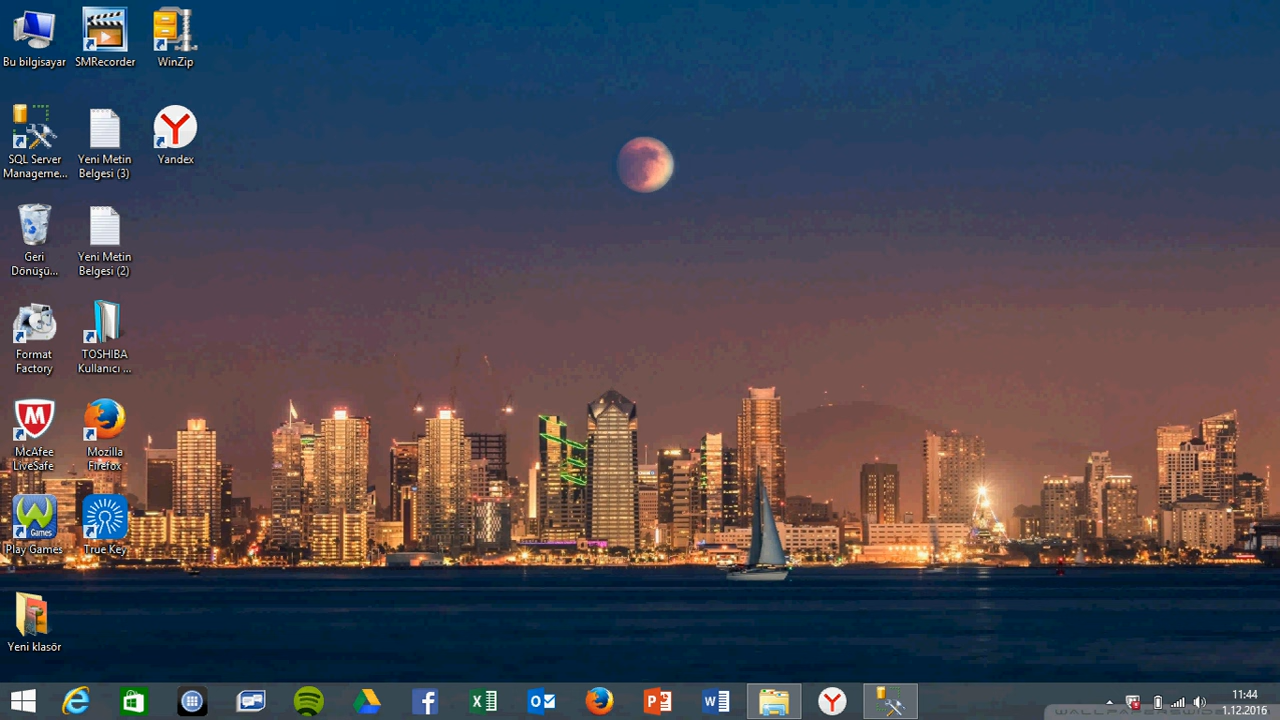 Bu bilgisayar
SMRecorder
WinZip
SQL Server
Manageme...
Yeni Metin
Belgesi (3)
Yandex
Geri
Dönüşü...
Yeni Metin
Belgesi (2)
Format
Factory
TOSHIBA
Kullanıcı ...
McAfee
LiveSafe
Mozilla
Firefox
Games
Play Games
True Key
Yeni klasör
11:44
1.12.2016